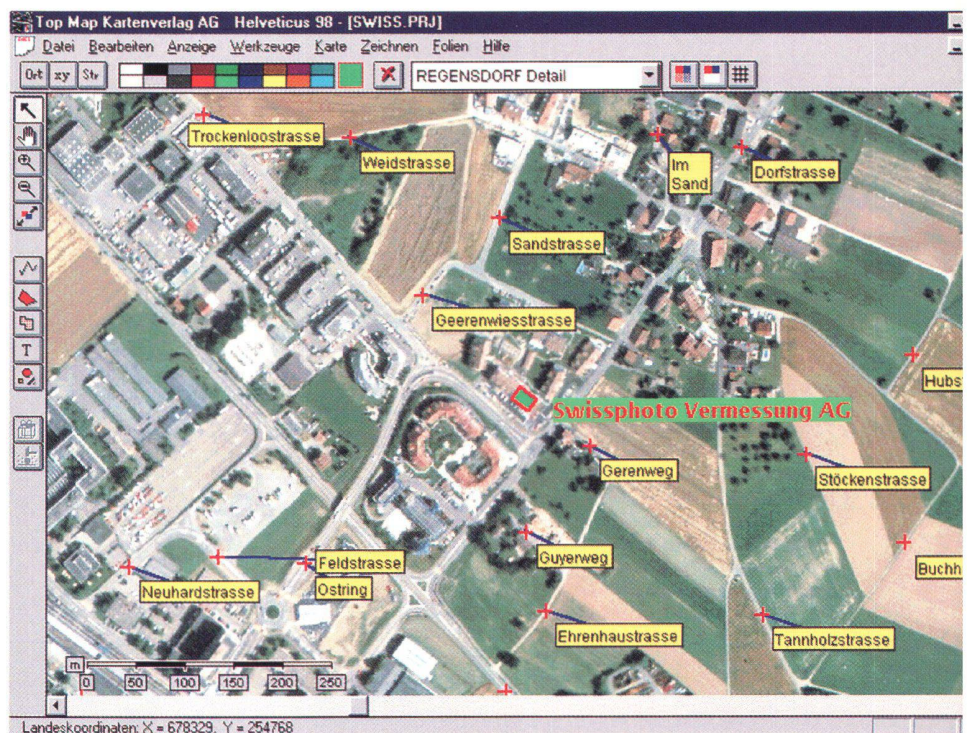 Top Map Kartenverlag AG Helveticus 98 - [SWISS.PRJ]
Datei Bearbeiten Anzeige Werkzeuge Karte Zeichnen Folien Hilfe
Ort xy Str REGENSDORF Detail
Trockenloostrasse
Weidstrasse
Im
Sand
Dorfstrasse
Sandstrasse
Geerenwiesstrasse
Hubst
T
Swissphoto Vermessung AG
Gerenweg
Stöckenstrasse
Guyerweg
Buchh
Feldstrasse
Ostring
Neuhardstrasse
Ehrenhaustrasse
Tannholzstrasse
m
0 50 100 150 200 250
Landeskoordinaten: X = 678329, Y = 254768